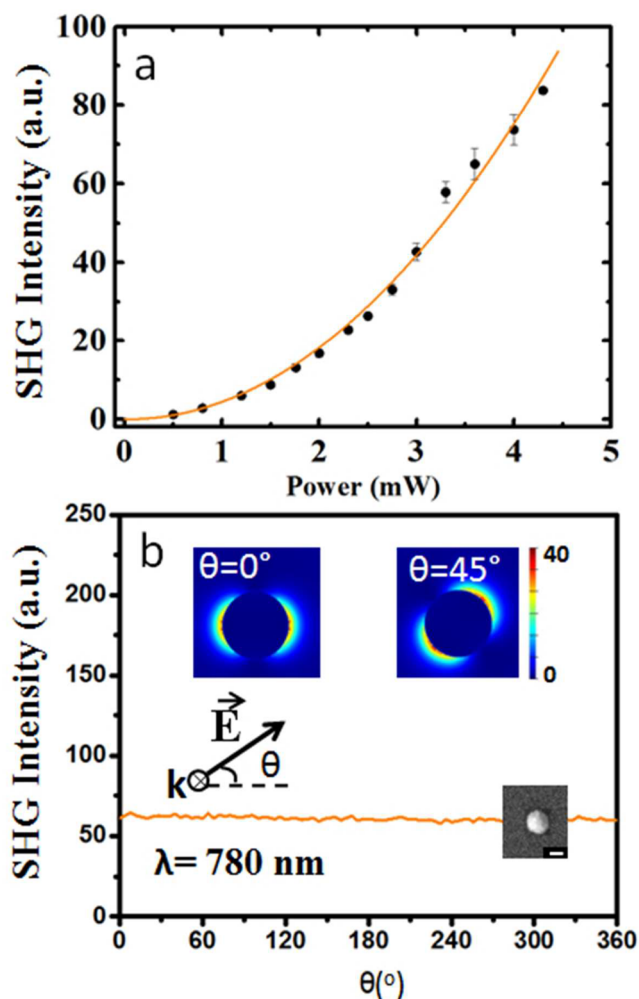 a
SHG Intensity (a.u.)
100
80
60
40
20
0
0 1 2 3 4 5
Power (mW)
b
SHG Intensity (a.u.)
250
200
150
100
50
0
θ=0°
θ=45°
40
0
E
k
θ
λ= 780 nm
0 60 120 180 240 300 360
θ(°)